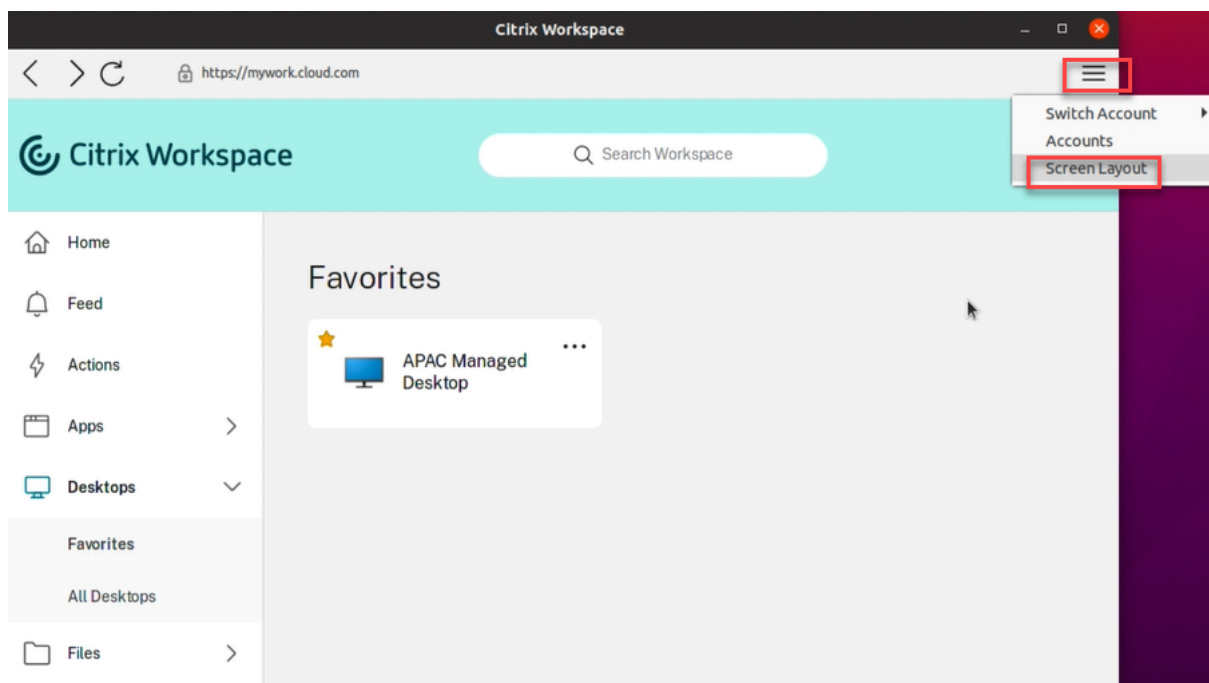 Citrix Workspace
https://mywork.cloud.com
Switch Account
Accounts
Screen Layout
Citrix Workspace
Search Workspace
Home
Feed
Actions
Apps
Desktops
Favorites
All Desktops
Files
Favorites
APAC Managed
Desktop